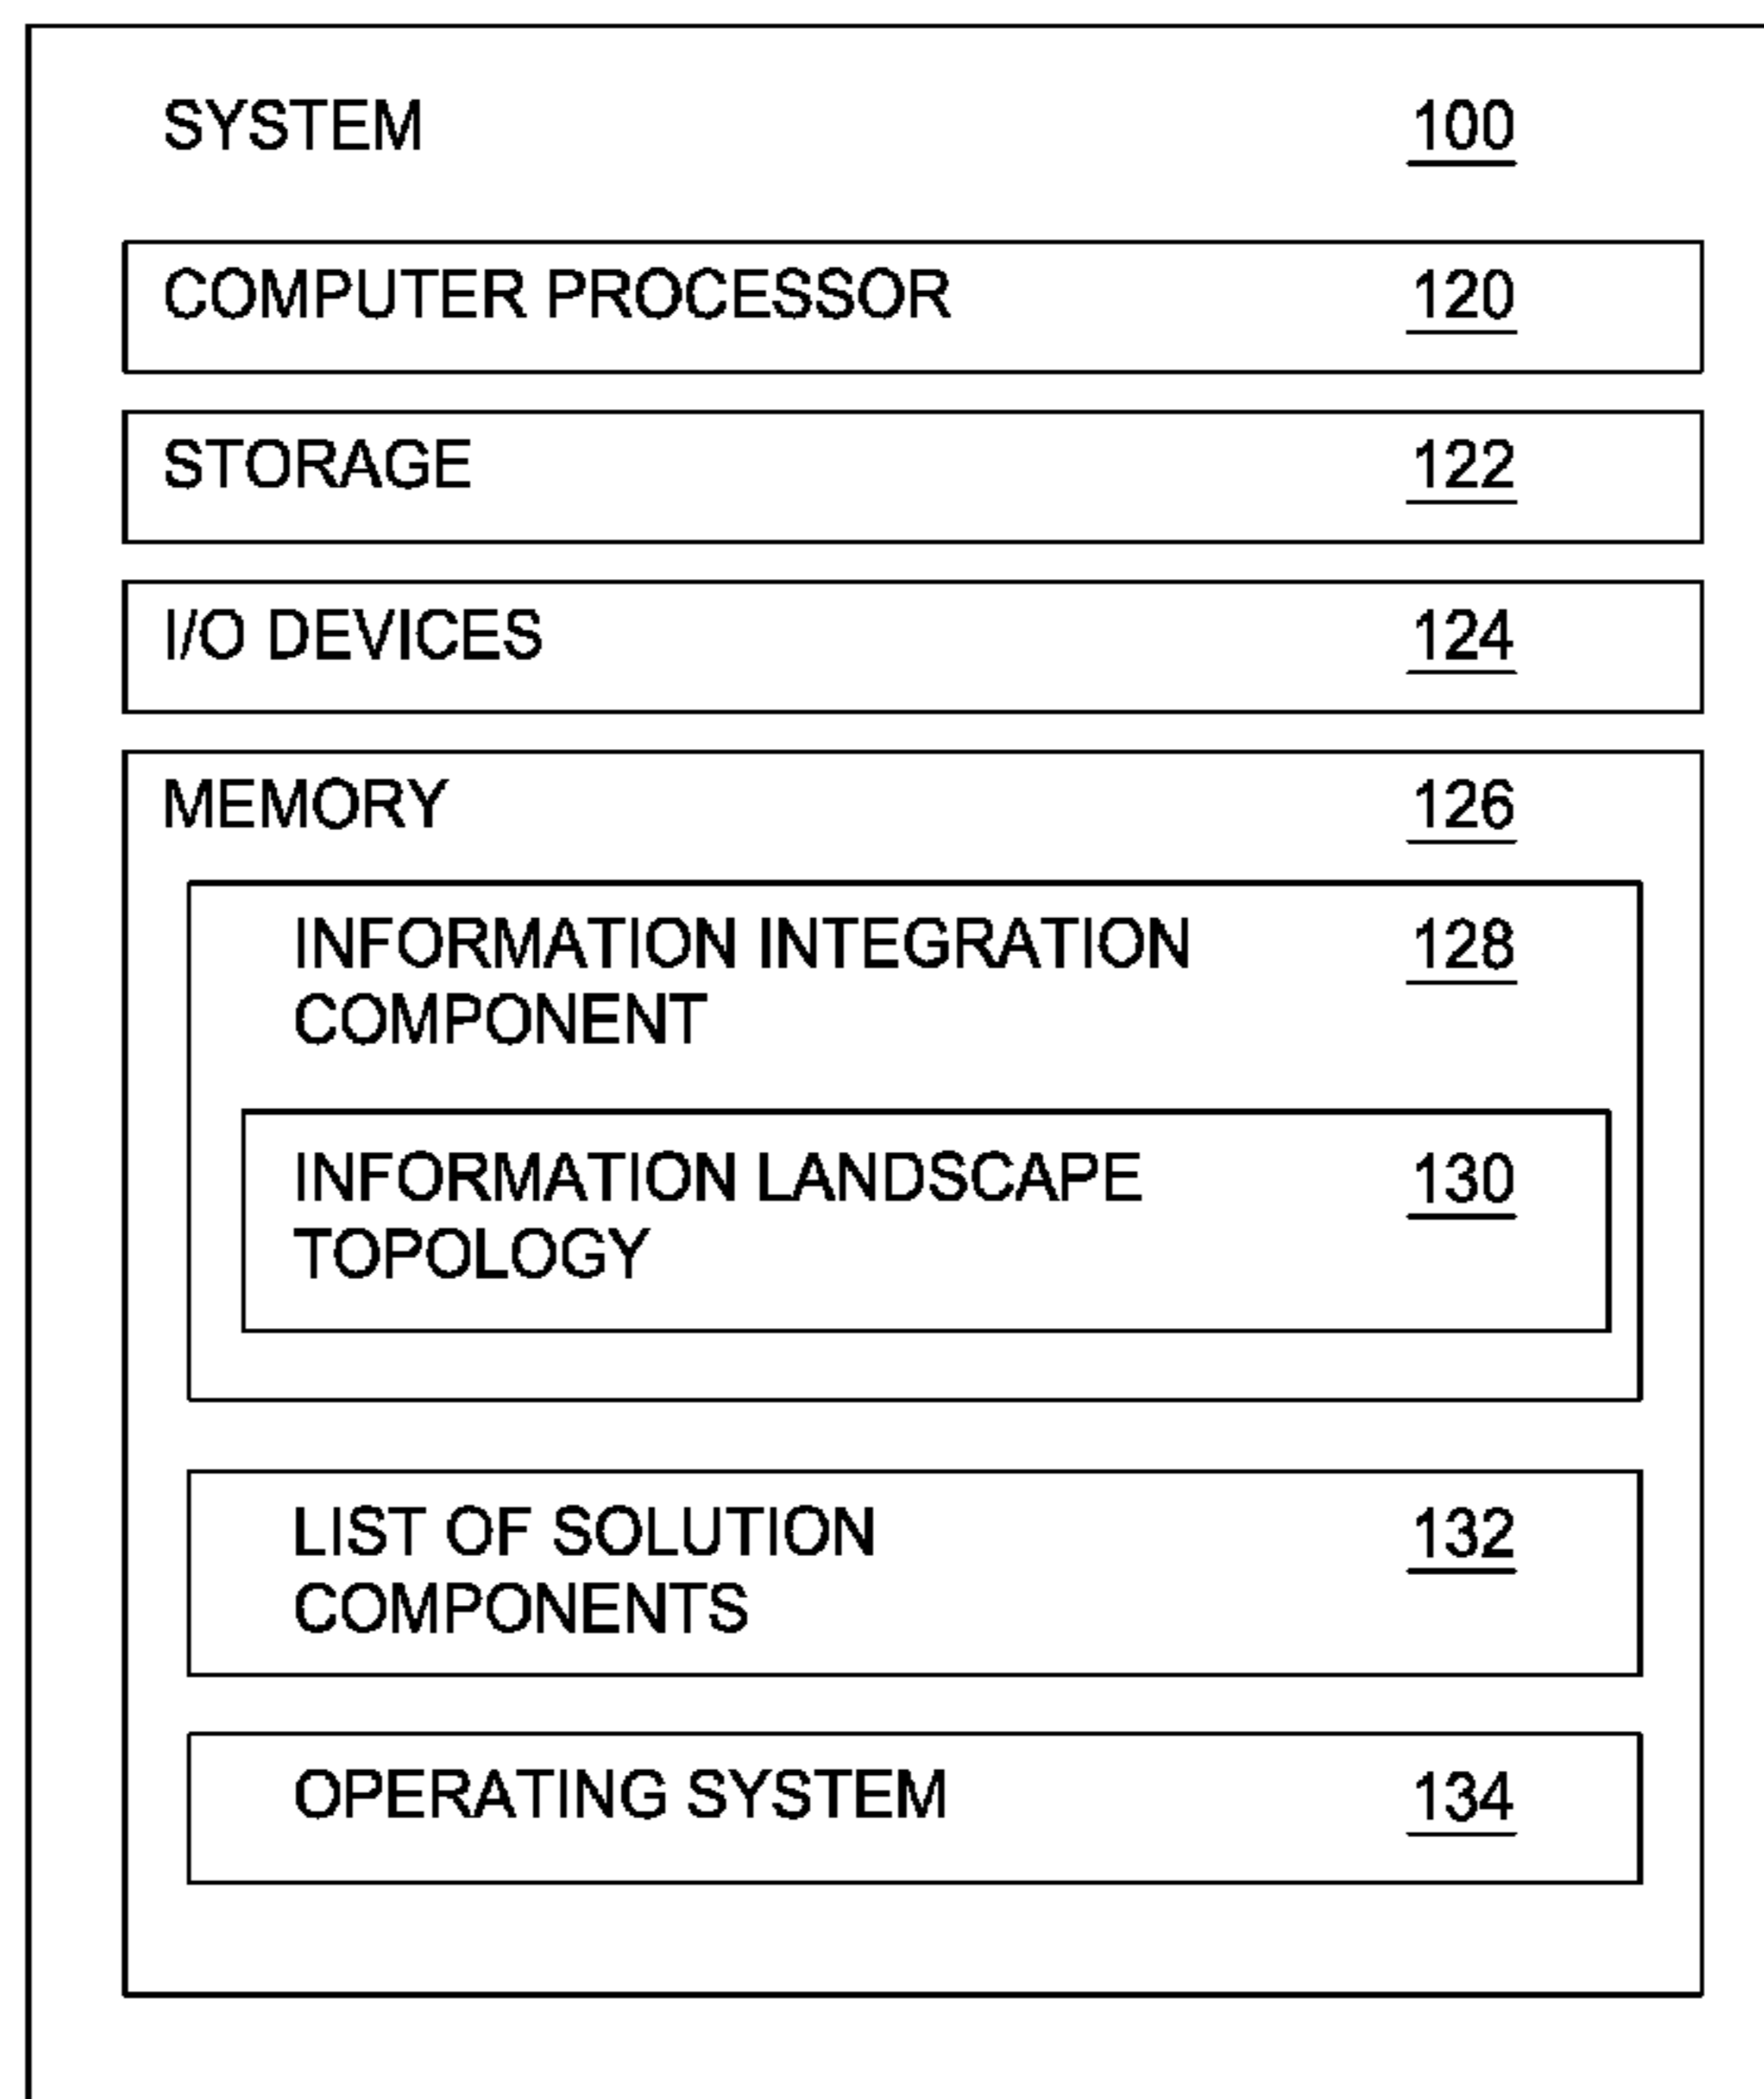 SYSTEM 100
COMPUTER PROCESSOR 120
STORAGE 122
I/O DEVICES 124
MEMORY 126
INFORMATION INTEGRATION 128
COMPONENT
INFORMATION LANDSCAPE 130
TOPOLOGY
LIST OF SOLUTION 132
COMPONENTS
OPERATING SYSTEM 134